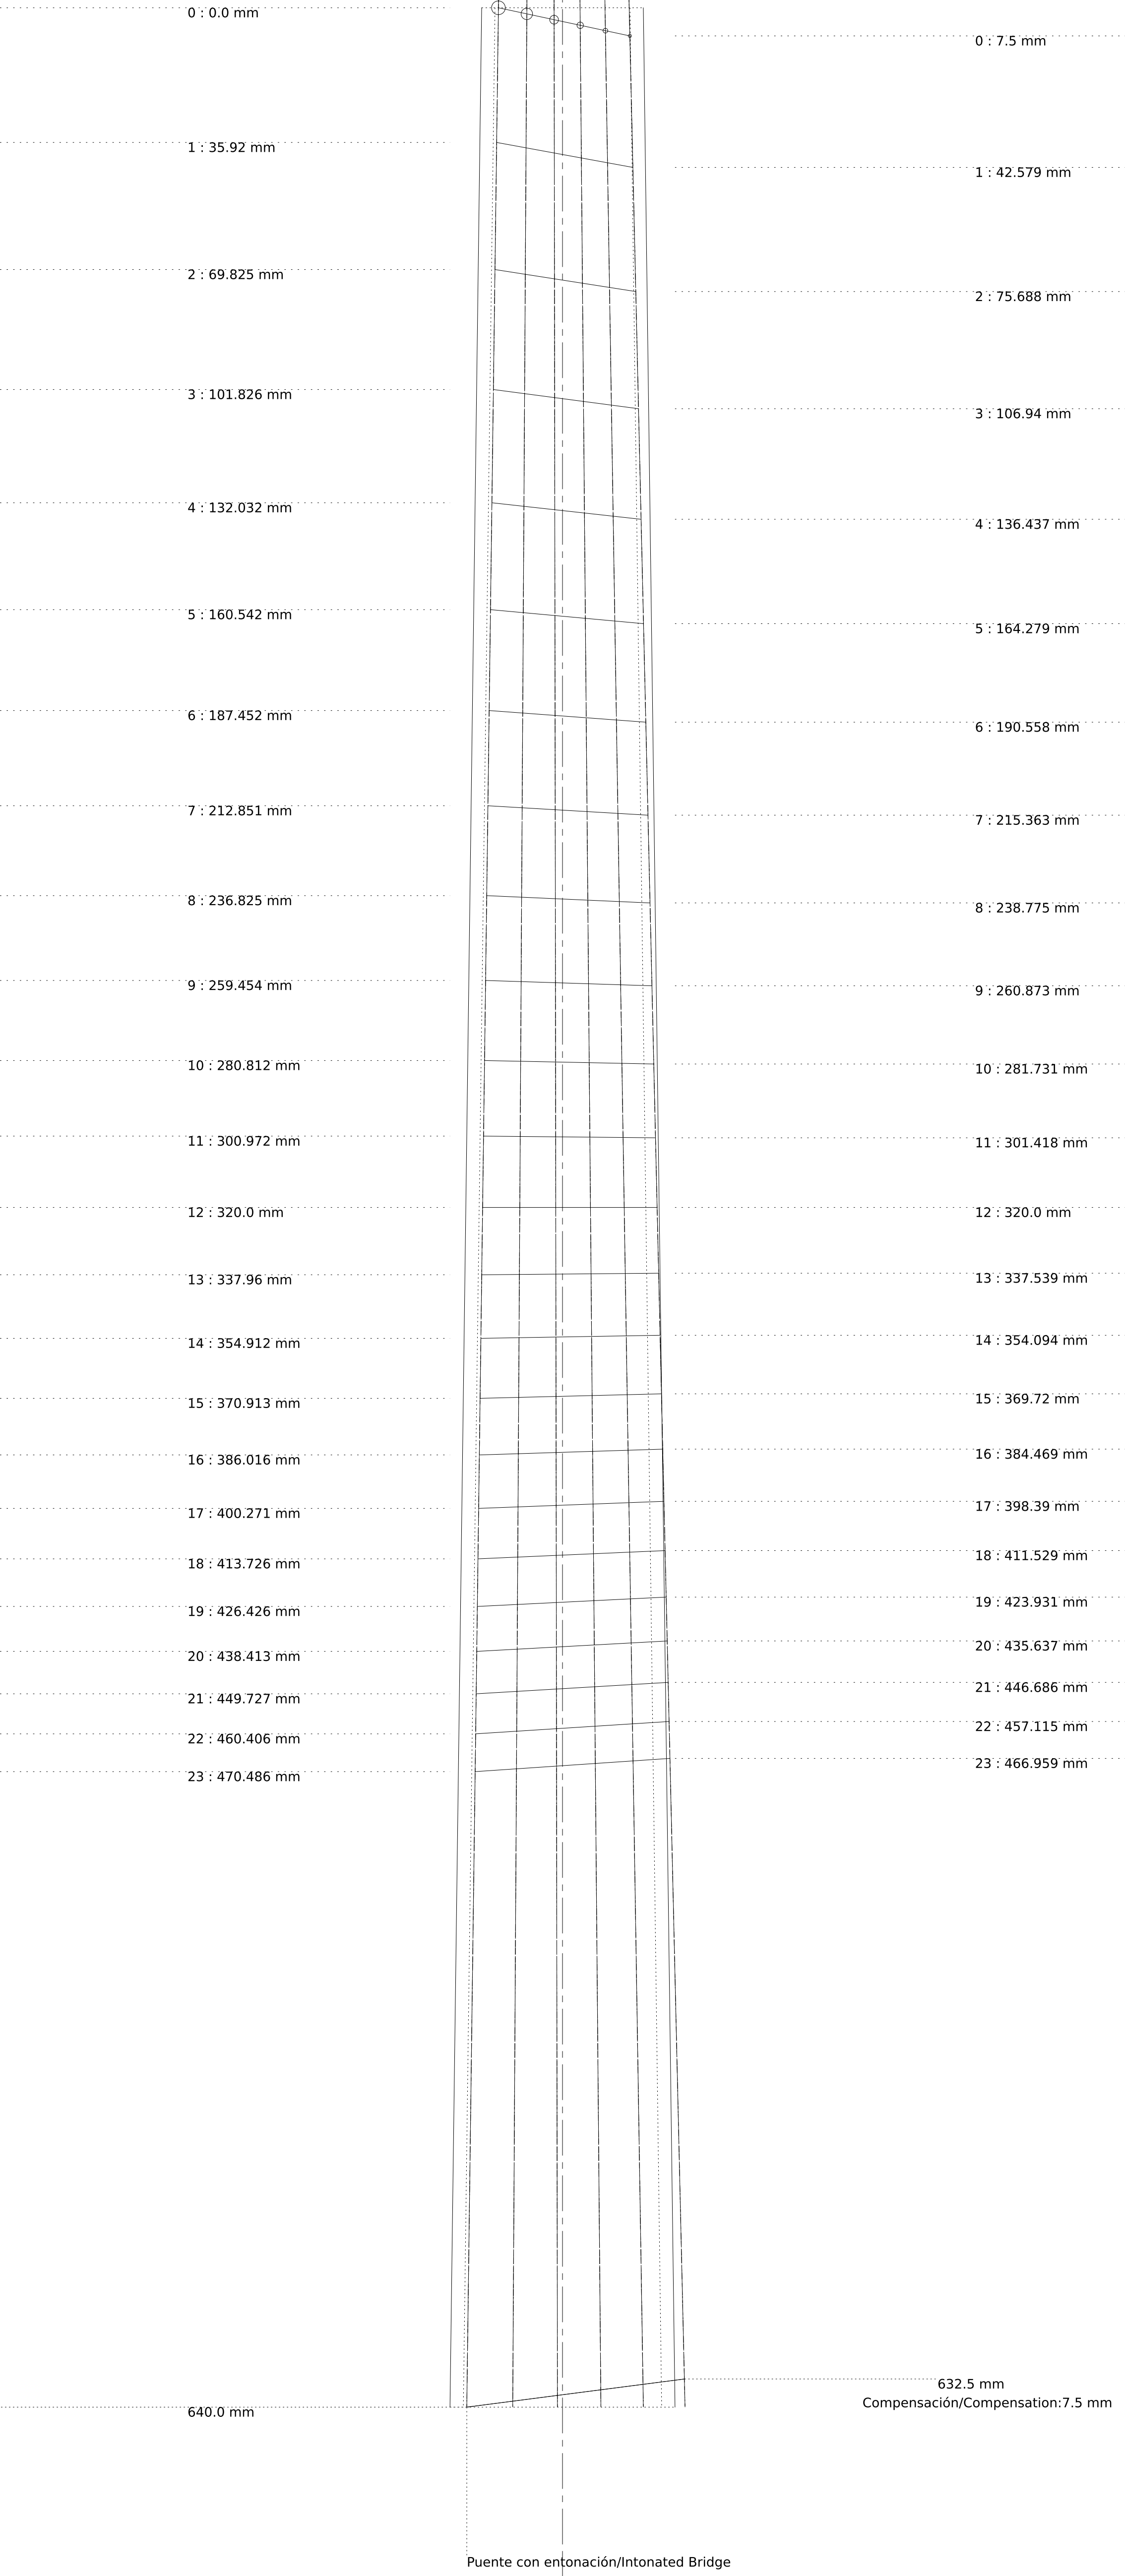 0 : 0.0 mm
0 : 7.5 mm
1 : 35.92 mm
1 : 42.579 mm
2 : 69.825 mm
2 : 75.688 mm
3 : 101.826 mm
3 : 106.94 mm
4 : 132.032 mm
4 : 136.437 mm
5 : 160.542 mm
5 : 164.279 mm
6 : 187.452 mm
6 : 190.558 mm
7 : 212.851 mm
7 : 215.363 mm
8 : 236.825 mm
8 : 238.775 mm
9 : 259.454 mm
9 : 260.873 mm
10 : 280.812 mm
10 : 281.731 mm
11 : 300.972 mm
11 : 301.418 mm
12 : 320.0 mm
12 : 320.0 mm
13 : 337.96 mm
13 : 337.539 mm
14 : 354.912 mm
14 : 354.094 mm
15 : 370.913 mm
15 : 369.72 mm
16 : 386.016 mm
16 : 384.469 mm
17 : 400.271 mm
17 : 398.39 mm
18 : 413.726 mm
18 : 411.529 mm
19 : 426.426 mm
19 : 423.931 mm
20 : 438.413 mm
20 : 435.637 mm
21 : 449.727 mm
21 : 446.686 mm
22 : 460.406 mm
22 : 457.115 mm
23 : 470.486 mm
23 : 466.959 mm
632.5 mm
Compensación/Compensation:7.5 mm
640.0 mm
Puente con entonación/Intonated Bridge